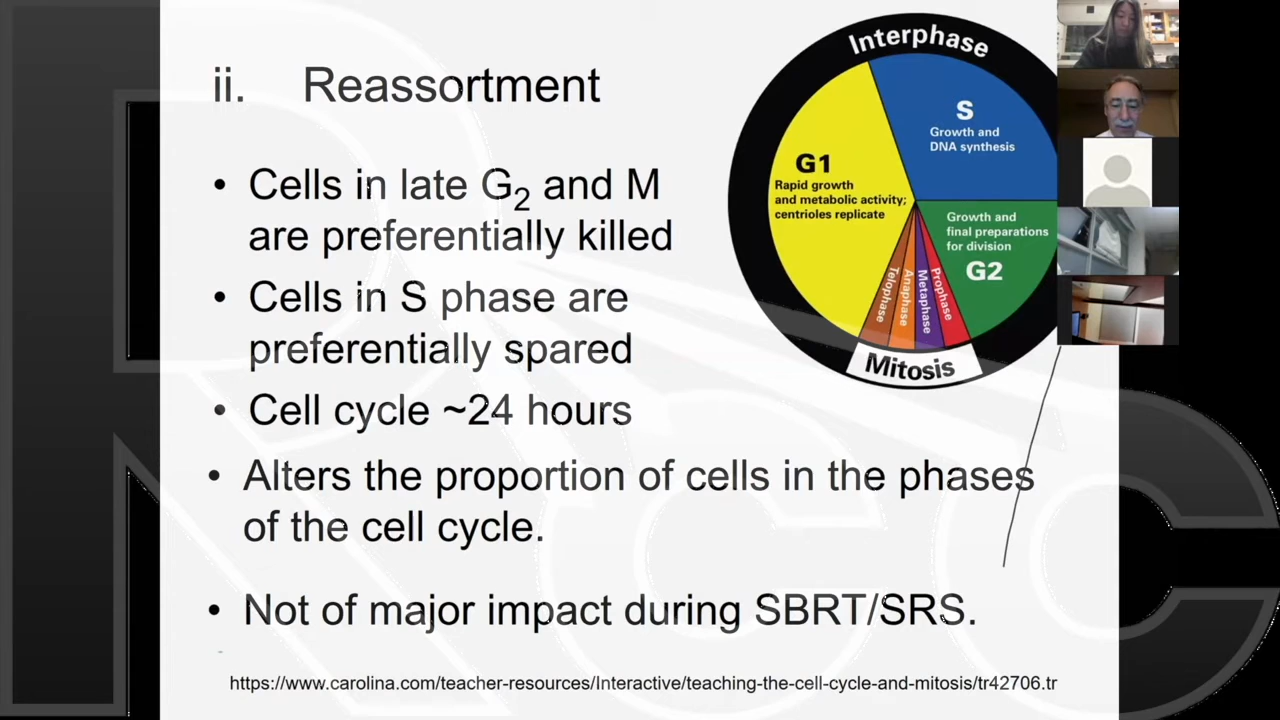 ii. Reassortment
• Cells in late G2 and M
are preferentially killed
• Cells in S phase are
preferentially spared
• Cell cycle ~24 hours
• Alters the proportion of cells in the phases
of the cell cycle.
• Not of major impact during SBRT/SRS.
https://www.carolina.com/teacher-resources/Interactive/teaching-the-cell-cycle-and-mitosis/tr42706.tr
Interphase
S
Growth and
DNA synthesis
G1
Rapid growth
and metabolic activity;
centrioles replicate
Growth and
final preparations
for division
G2
Telophase
Anaphase
Metaphase
Prophase
Mitosis
Rcc